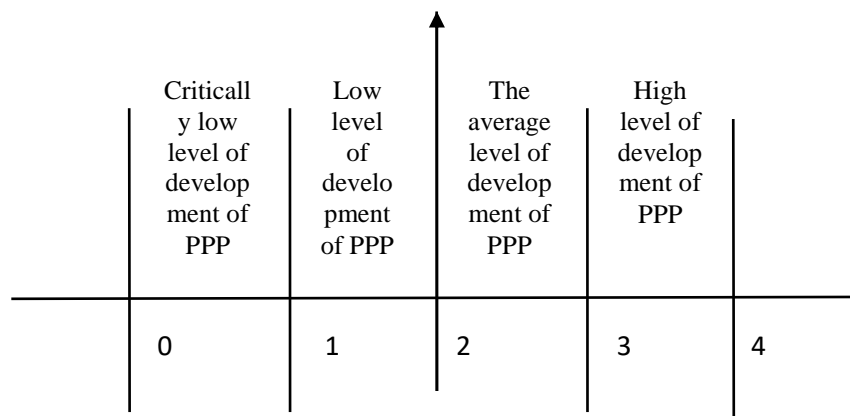 Criticall
y low
level of
develop
ment of
PPP
Low
level
of
develo
pment
of PPP
The
average
level of
develop
ment of
PPP
High
level of
develop
ment of
PPP
0
1
2
3
4